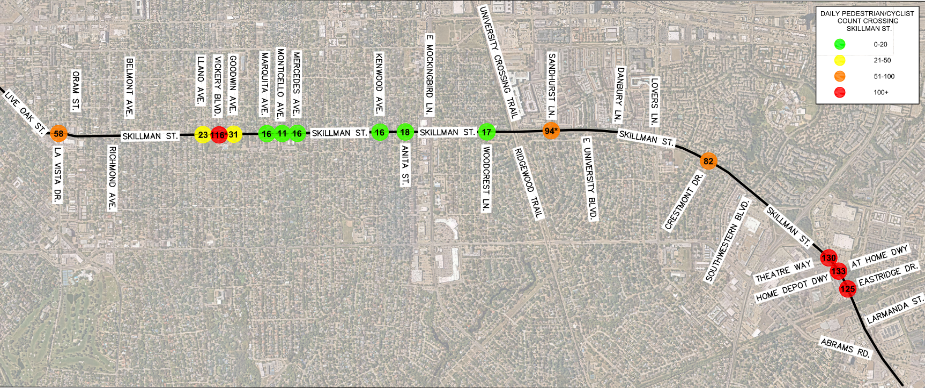 DAILY PEDESTRIAN/CYCLIST
COUNT CROSSING
SKILLMAN ST.
0-20
21-50
51-100
100+
LIVE OAK ST.
ORAM ST.
BELMONT AVE.
LLANO AVE.
VICKERY BLVD.
GOODWIN AVE.
MARQUITA AVE.
MONTICELLO AVE.
MERCEDES AVE.
KENWOOD AVE.
E MOCKINGBIRD LN.
UNIVERSITY CROSSING TRAIL
SANDHURST LN.
DANBURY LN.
LOVERS LN.
58
SKILLMAN ST.
23
31
16
11
16
SKILLMAN ST.
16
18
SKILLMAN ST.
17
94*
SKILLMAN ST.
82
LA VISTA DR.
RICHMOND AVE.
ANITA ST.
WOODCREST LN.
RIDGEWOOD TRAIL
E UNIVERSITY BLVD.
CRESTMONT DR.
SOUTHWESTERN BLVD.
SKILLMAN ST.
130
THEATRE WAY
AT HOME DWY
133
HOME DEPOT DWY
125
EASTRIDGE DR.
LARMANDA ST.
ABRAMS RD.